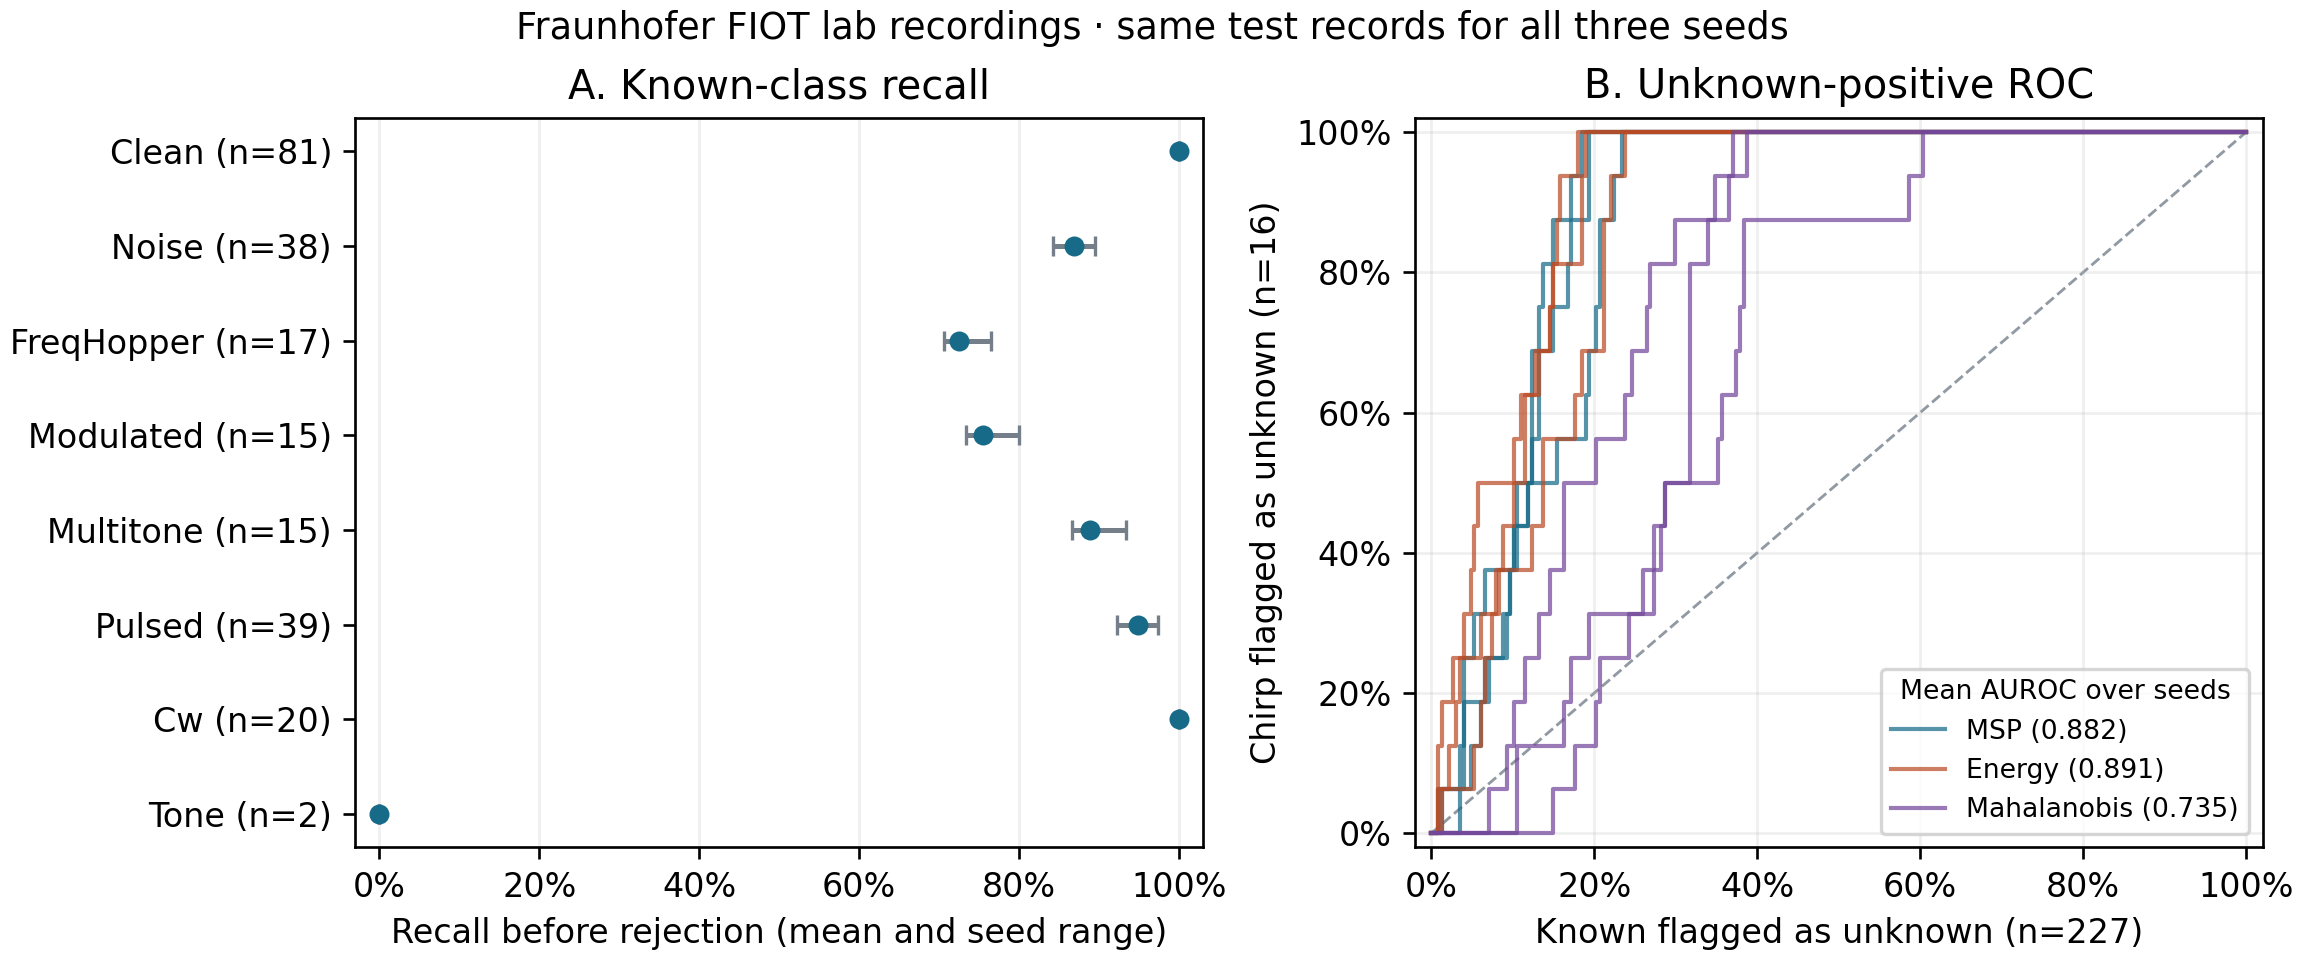 Fraunhofer FIOT lab recordings · same test records for all three seeds
A. Known-class recall
Clean (n=81)
Noise (n=38)
FreqHopper (n=17)
Modulated (n=15)
Multitone (n=15)
Pulsed (n=39)
Cw (n=20)
Tone (n=2)
0%
20%
40%
60%
80%
100%
Recall before rejection (mean and seed range)
B. Unknown-positive ROC
Chirp flagged as unknown (n=16)
100%
80%
60%
40%
20%
0%
Mean AUROC over seeds
MSP (0.882)
Energy (0.891)
Mahalanobis (0.735)
0%
20%
40%
60%
80%
100%
Known flagged as unknown (n=227)